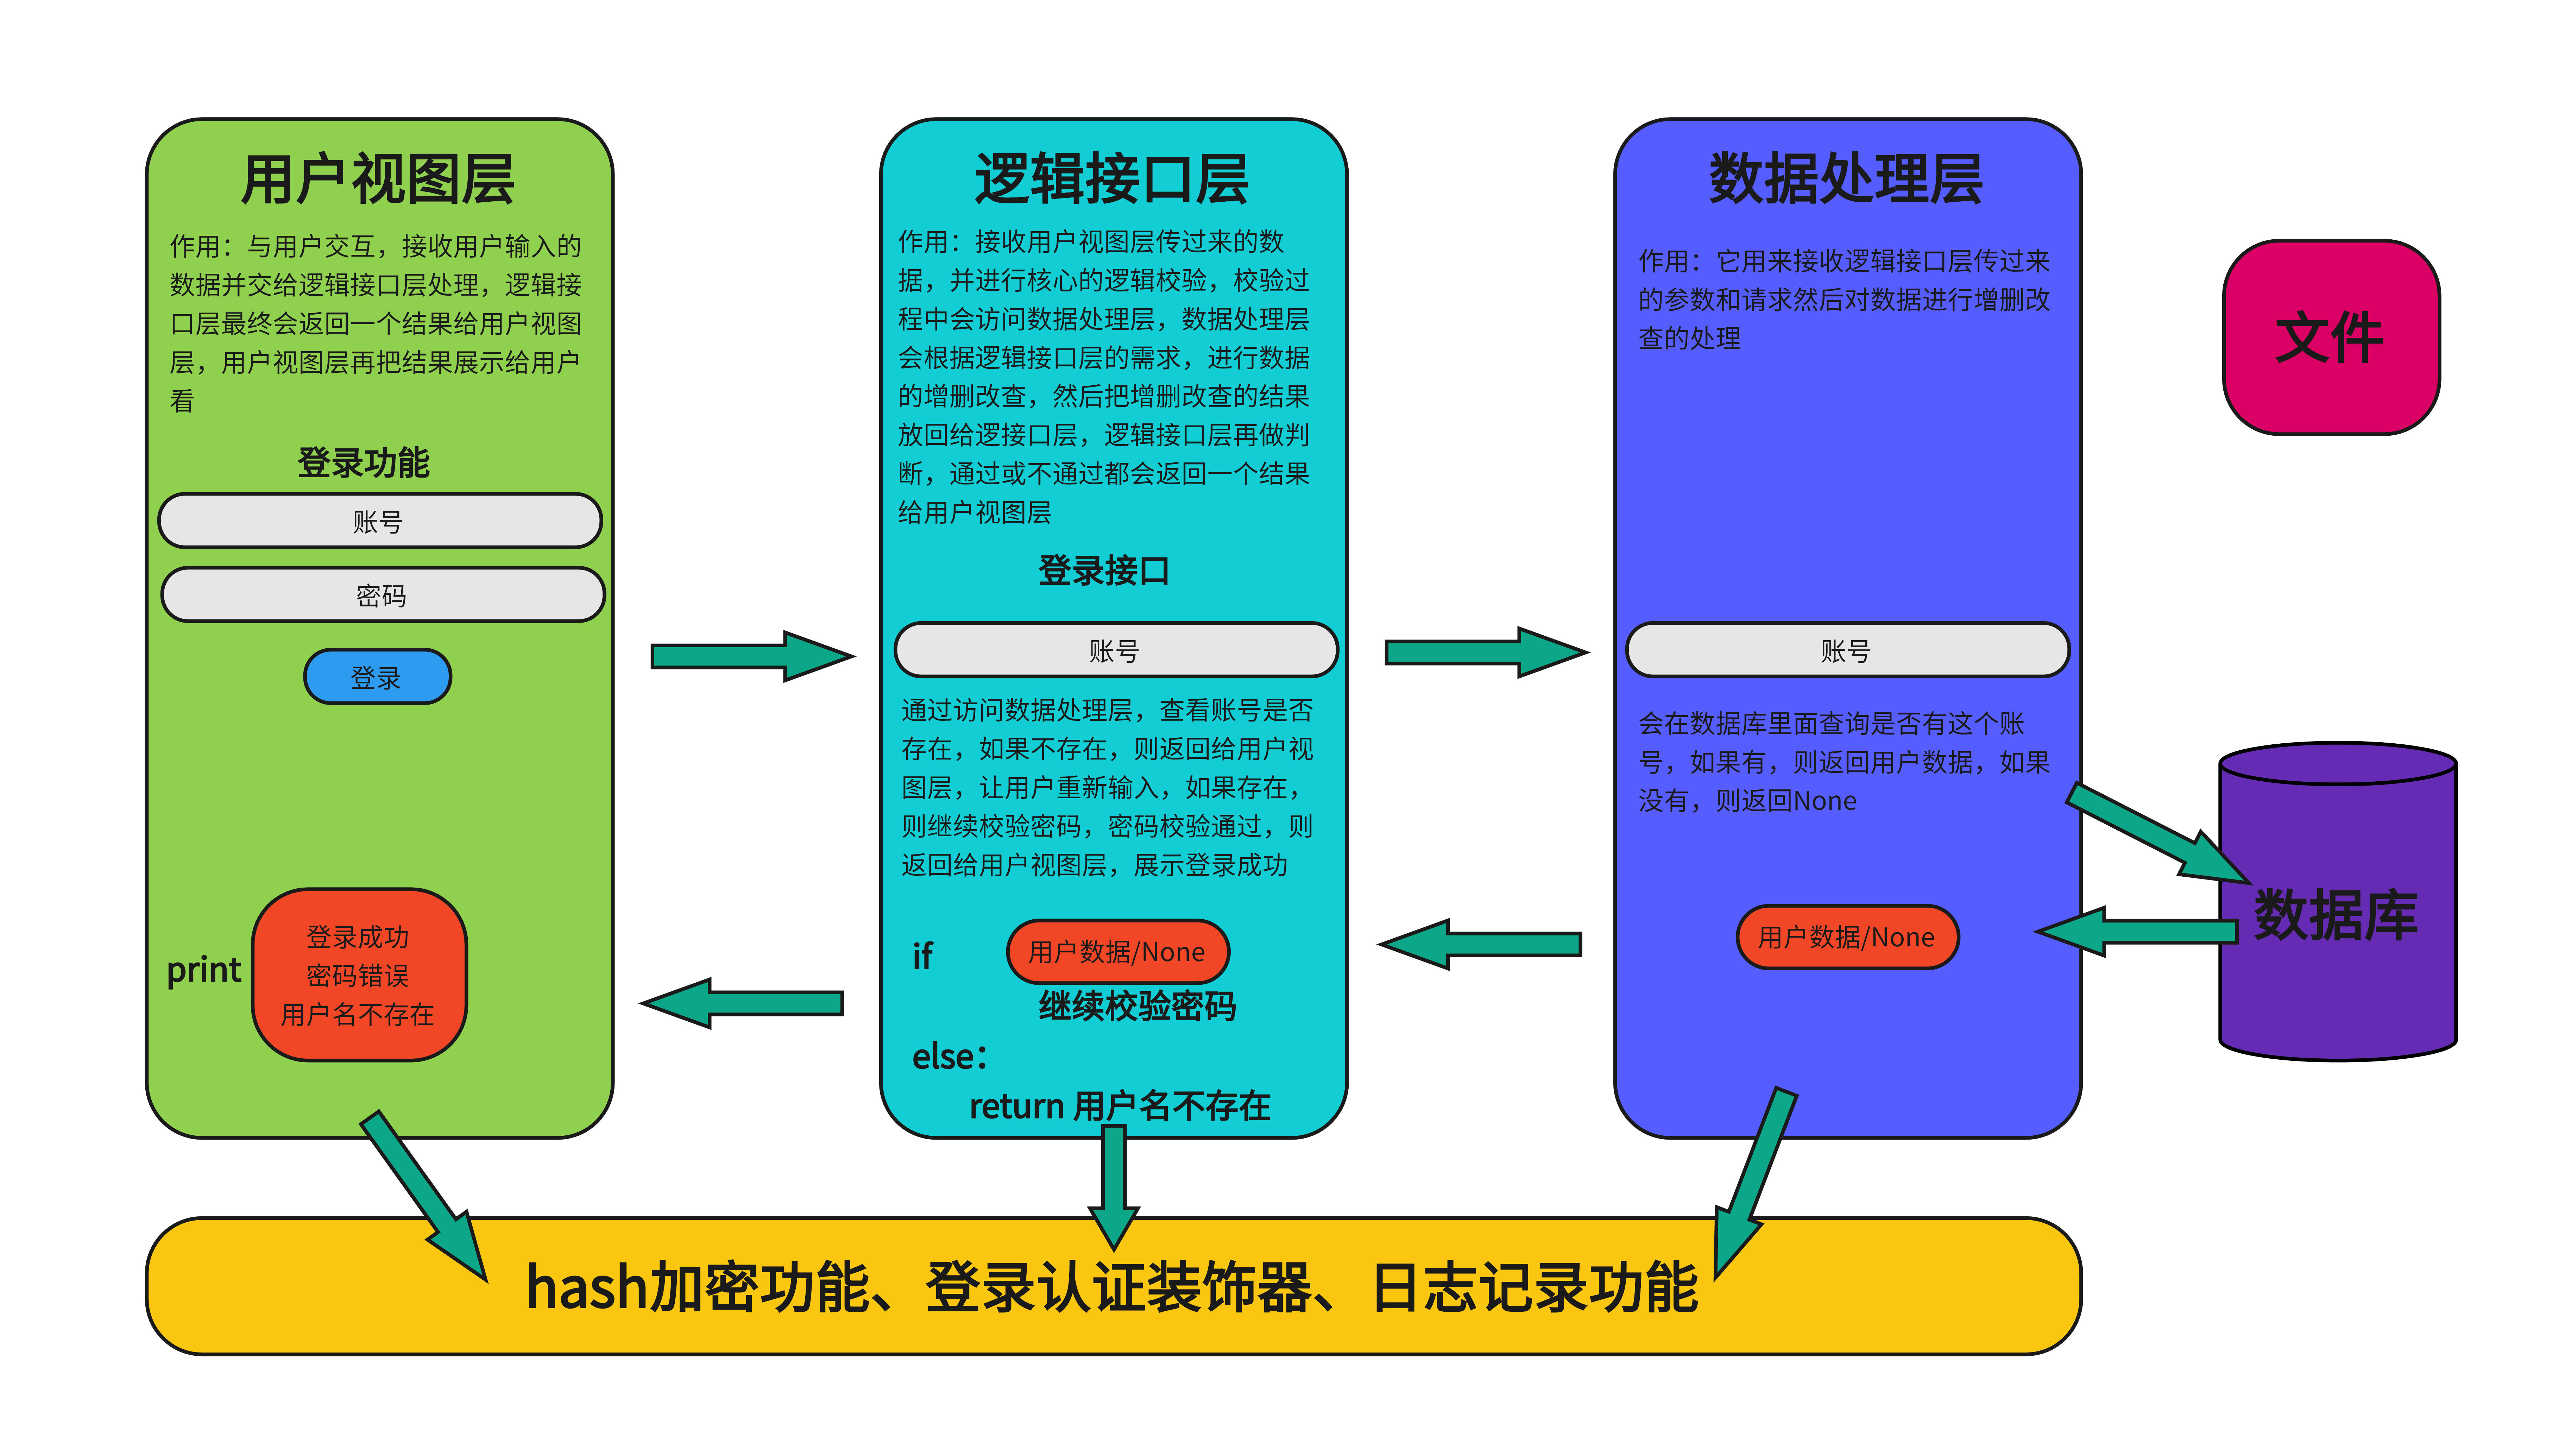 用户视图层
作用：与用户交互，接收用户输入的
数据并交给逻辑接口层处理，逻辑接
口层最终会返回一个结果给用户视图
层，用户视图层再把结果展示给用户
看
登录功能
账号
密码
登录
print
登录成功
密码错误
用户名不存在
逻辑接口层
作用：接收用户视图层传过来的数
据，并进行核心的逻辑校验，校验过
程中会访问数据处理层，数据处理层
会根据逻辑接口层的需求，进行数据
的增删改查，然后把增删改查的结果
放回给逻接口层，逻辑接口层再做判
断，通过或不通过都会返回一个结果
给用户视图层
登录接口
账号
通过访问数据处理层，查看账号是否
存在，如果不存在，则返回给用户视
图层，让用户重新输入，如果存在，
则继续校验密码，密码校验通过，则
返回给用户视图层，展示登录成功
if
用户数据/None
继续校验密码
else：
return 用户名不存在
数据处理层
作用：它用来接收逻辑接口层传过来
的参数和请求然后对数据进行增删改
查的处理
账号
会在数据库里面查询是否有这个账
号，如果有，则返回用户数据，如果
没有，则返回None
用户数据/None
文件
数据库
hash加密功能、登录认证装饰器、日志记录功能